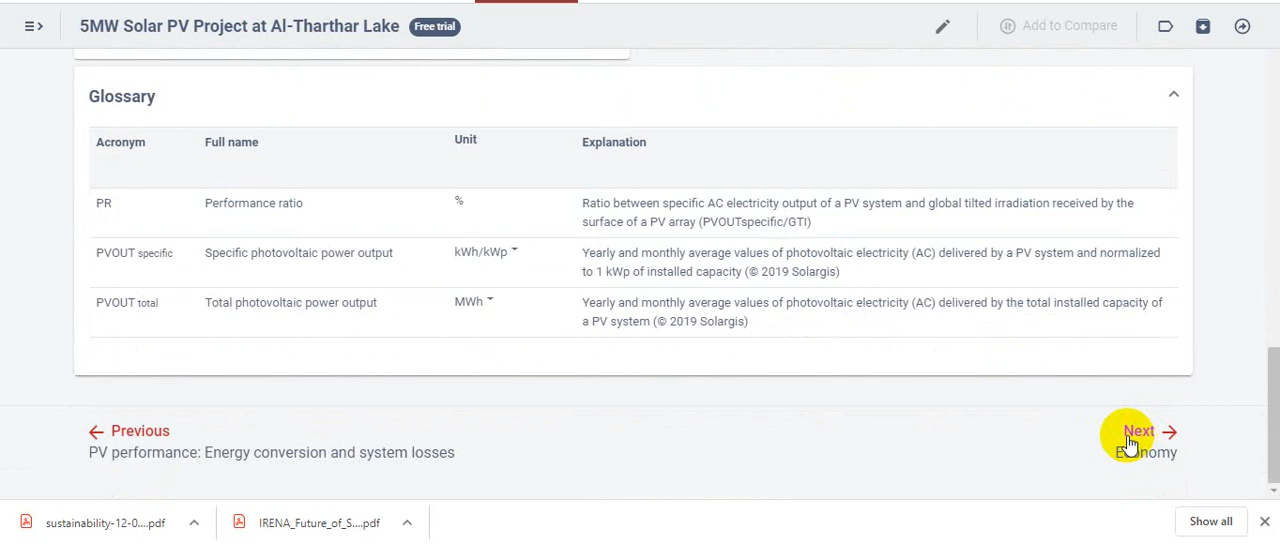 5MW Solar PV Project at Al-Tharthar Lake Free trial
Add to Compare
Glossary
Acronym Full name Unit Explanation
PR Performance ratio % Ratio between specific AC electricity output of a PV system and global tilted irradiation received by the
surface of a PV array (PVOUTspecific/GTI)
PVOUT specific Specific photovoltaic power output kWh/kWp Yearly and monthly average values of photovoltaic electricity (AC) delivered by a PV system and normalized
to 1 kWp of installed capacity (© 2019 Solargis)
PVOUT total Total photovoltaic power output MWh Yearly and monthly average values of photovoltaic electricity (AC) delivered by the total installed capacity of
a PV system (© 2019 Solargis)
Previous Next
PV performance: Energy conversion and system losses Economy
sustainability-12-0....pdf IRENA_Future_of_S....pdf Show all